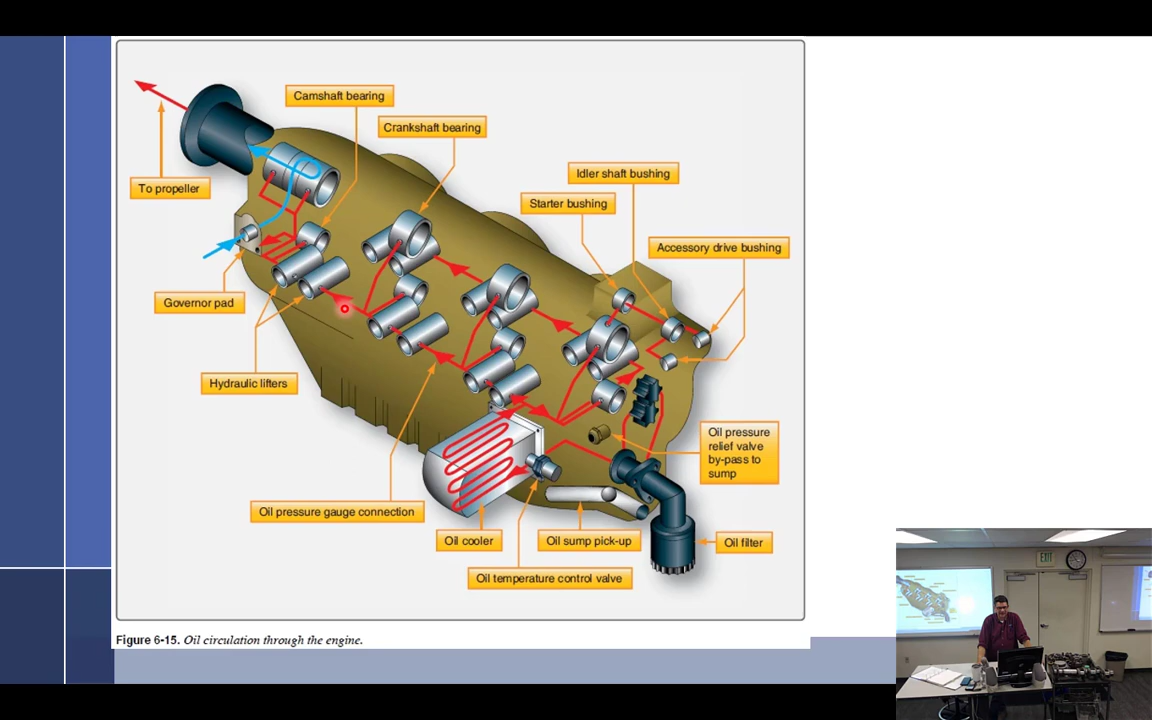 Camshaft bearing
Crankshaft bearing
Idler shaft bushing
To propeller
Starter bushing
Accessory drive bushing
Governor pad
Hydraulic lifters
Oil pressure
relief valve
by-pass to
sump
Oil pressure gauge connection
Oil cooler
Oil sump pick-up
Oil filter
Oil temperature control valve
Figure 6-15. Oil circulation through the engine.
EXIT